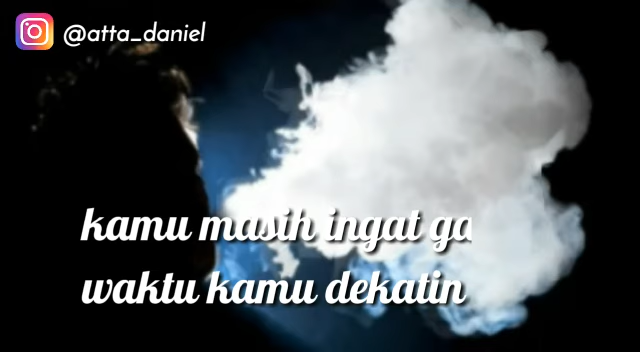 @atta_daniel
kamu masih ingat ga
waktu kamu dekatin